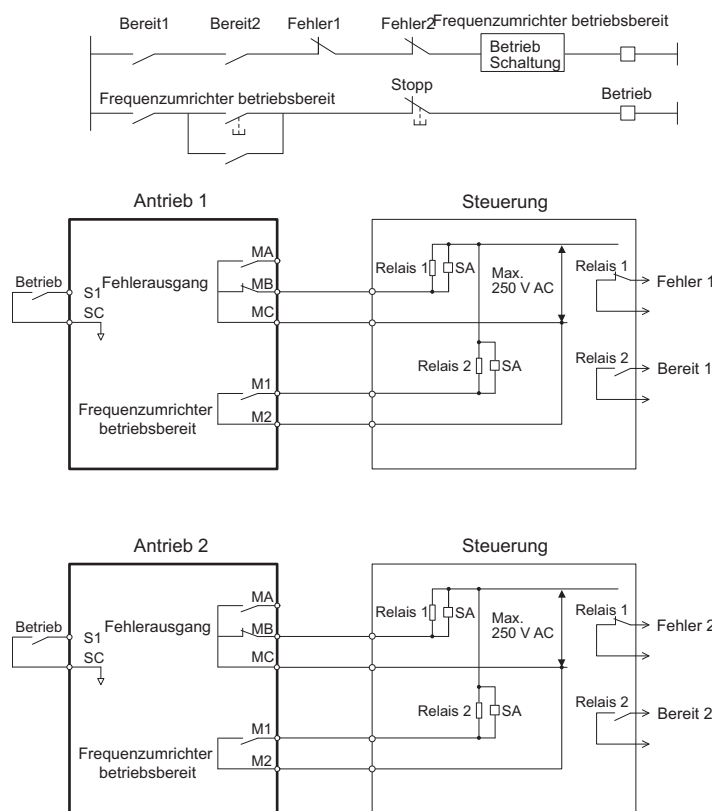 Bereit1 Bereit2 Fehler1 Fehler2 Frequenzumrichter betriebsbereit
Betrieb
Schaltung
Frequenzumrichter betriebsbereit Stopp Betrieb
Antrieb 1 Steuerung
MA
Betrieb S1 Fehlerausgang MB Relais 1 SA Max. 250 V AC Relais 1 Fehler 1
SC MC
Relais 2 SA Relais 2 Bereit 1
M1
Frequenzumrichter
betriebsbereit
M2
Antrieb 2 Steuerung
MA
Betrieb S1 Fehlerausgang MB Relais 1 SA Max. 250 V AC Relais 1 Fehler 2
SC MC
Relais 2 SA Relais 2 Bereit 2
M1
Frequenzumrichter
betriebsbereit
M2